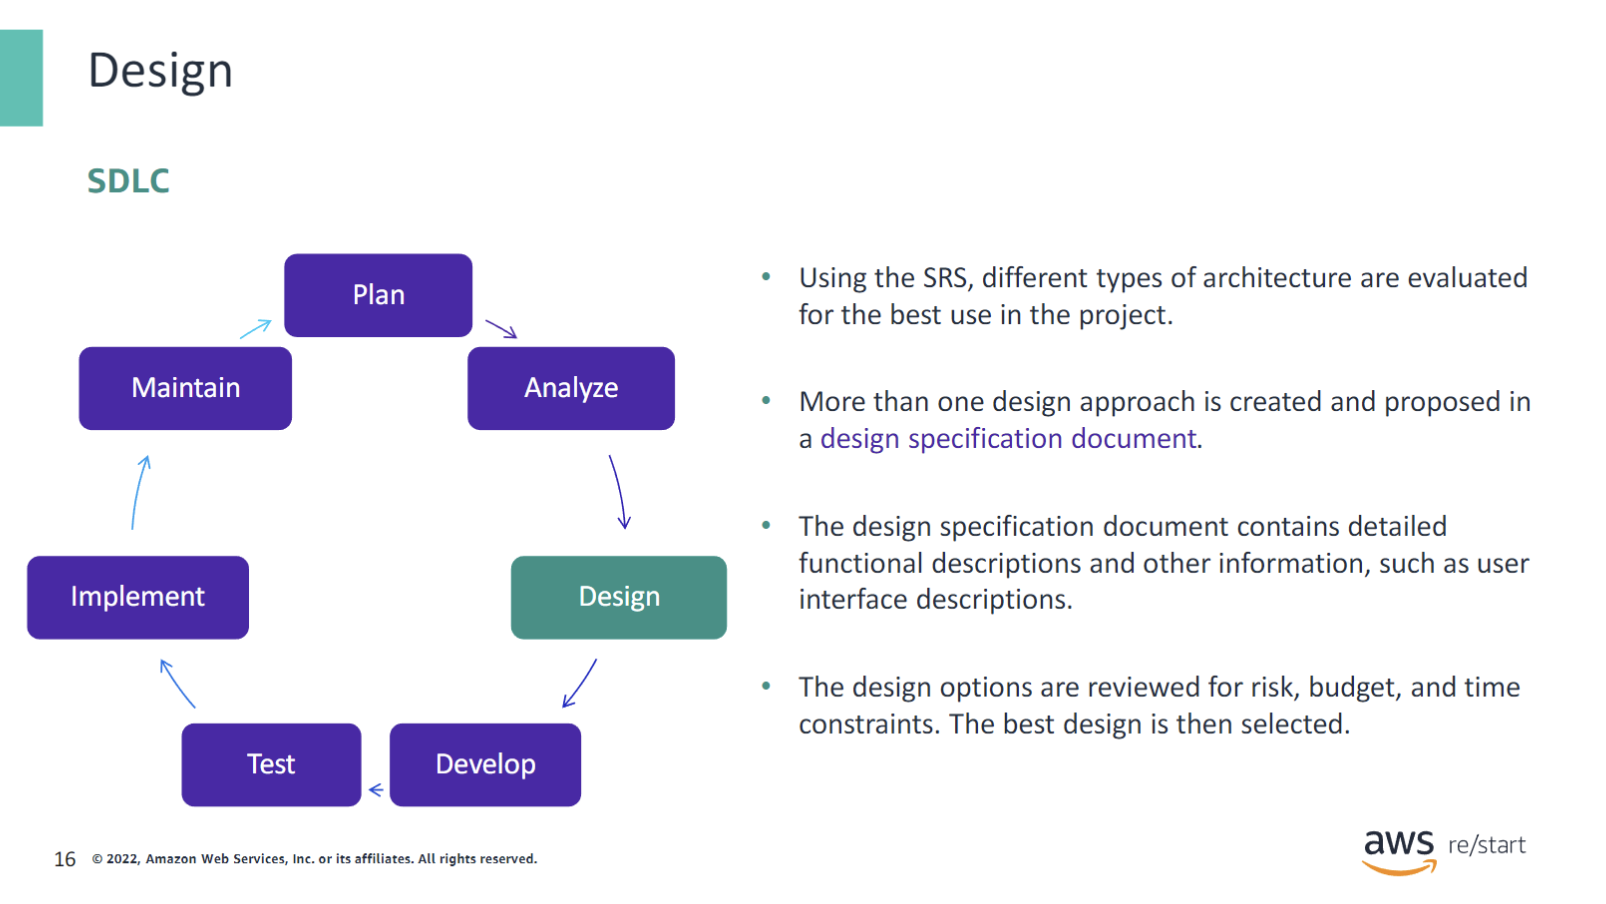 Design
SDLC
Plan
Maintain
Analyze
Implement
Design
Test
Develop
• Using the SRS, different types of architecture are evaluated
for the best use in the project.
• More than one design approach is created and proposed in
a design specification document.
• The design specification document contains detailed
functional descriptions and other information, such as user
interface descriptions.
• The design options are reviewed for risk, budget, and time
constraints. The best design is then selected.
16 © 2022, Amazon Web Services, Inc. or its affiliates. All rights reserved.
aws re/start